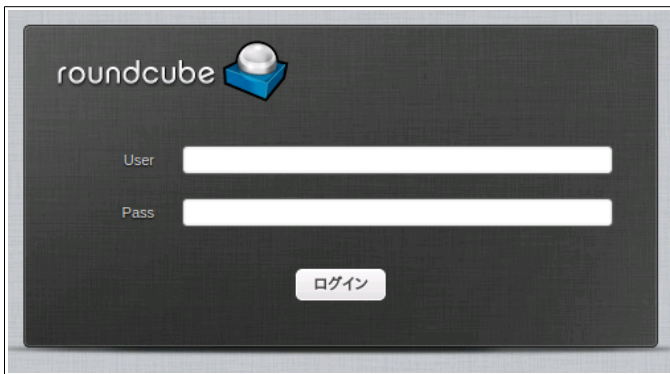 roundcube
User
Pass
ログイン